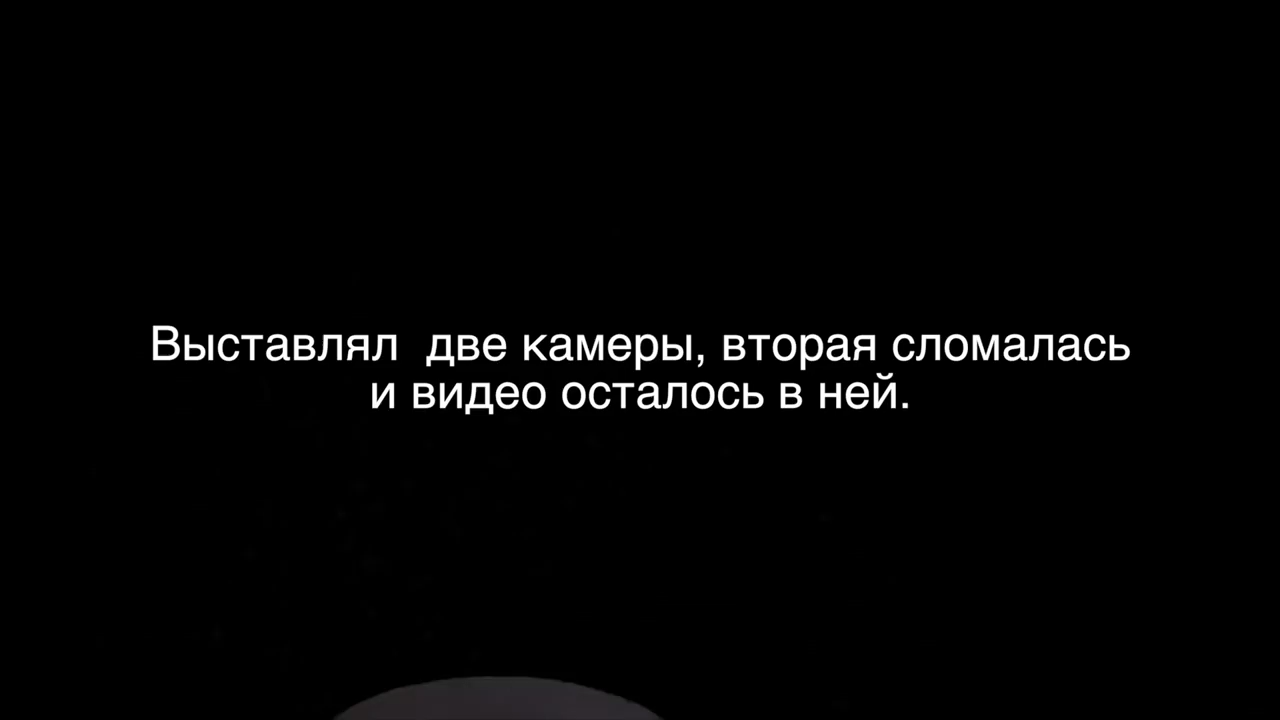 Выставлял  две камеры, вторая сломалась
и видео осталось в ней.